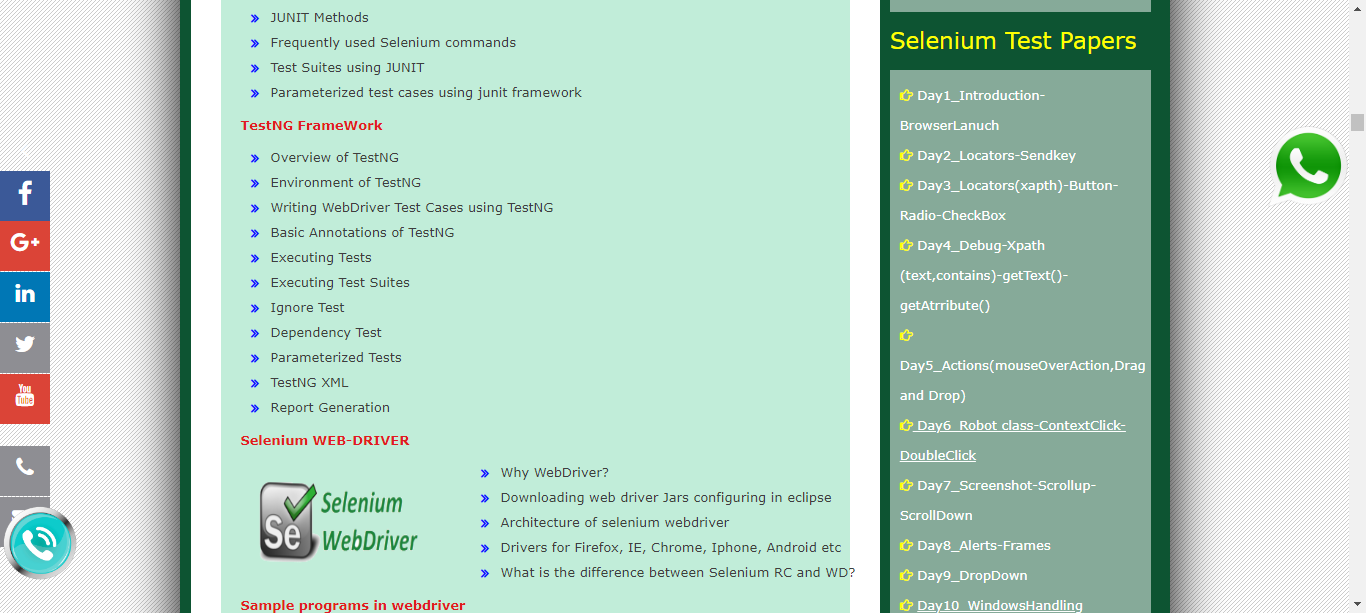 JUNIT Methods
Frequently used Selenium commands
Test Suites using JUNIT
Parameterized test cases using junit framework
TestNG FrameWork
Overview of TestNG
Environment of TestNG
Writing WebDriver Test Cases using TestNG
Basic Annotations of TestNG
Executing Tests
Executing Test Suites
Ignore Test
Dependency Test
Parameterized Tests
TestNG XML
Report Generation
Selenium WEB-DRIVER
Se
Selenium
WebDriver
Why WebDriver?
Downloading web driver Jars configuring in eclipse
Architecture of selenium webdriver
Drivers for Firefox, IE, Chrome, Iphone, Android etc
What is the difference between Selenium RC and WD?
Sample programs in webdriver
Selenium Test Papers
Day1_Introduction-
BrowserLanuch
Day2_Locators-Sendkey
Day3_Locators(xapth)-Button-
Radio-CheckBox
Day4_Debug-Xpath
(text,contains)-getText()-
getAtrribute()
Day5_Actions(mouseOverAction,Drag
and Drop)
Day6_Robot class-ContextClick-
DoubleClick
Day7_Screenshot-Scrollup-
ScrollDown
Day8_Alerts-Frames
Day9_DropDown
Day10_WindowsHandling
f
G+
in
You
Tube